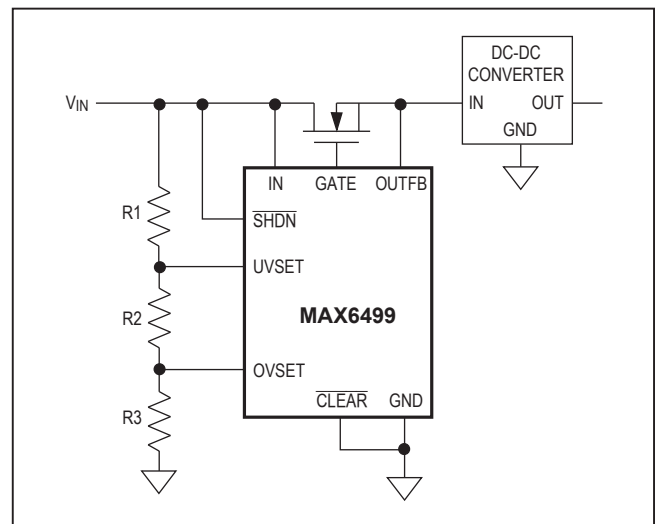 DC-DC
CONVERTER
VIN
IN OUT
GND
IN GATE OUTFB
R1
SHDN
UVSET
MAX6499
R2
OVSET
CLEAR GND
R3